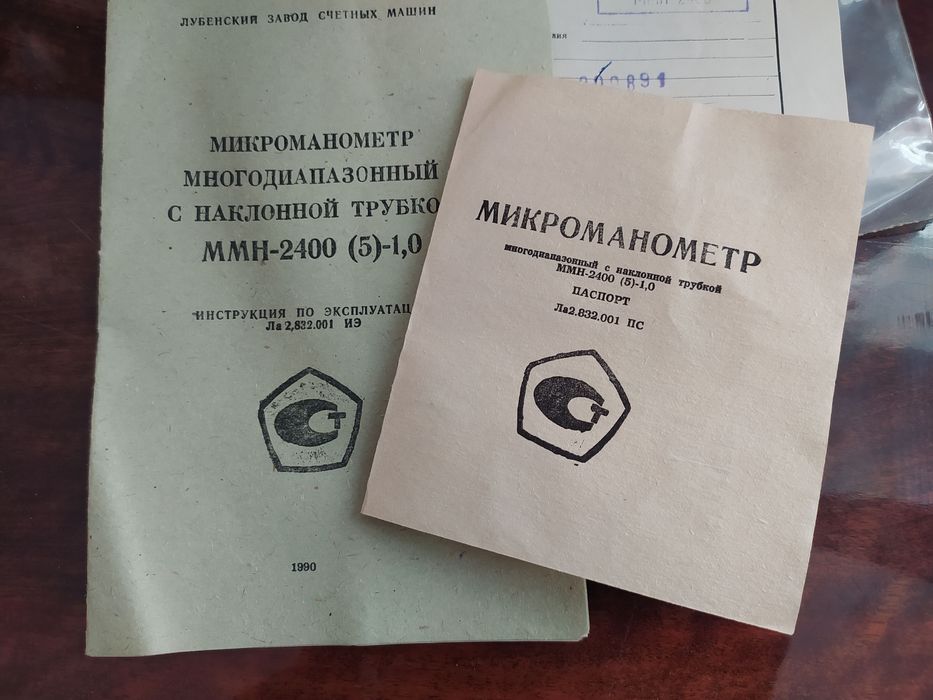 ЛУБЕНСКИЙ ЗАВОД СЧЕТНЫХ МАШИН
МИКРОМАНОМЕТР
МНОГОДИАПАЗОННЫЙ
С НАКЛОННОЙ ТРУБКО
ММН-2400 (5)-1,0
ИНСТРУКЦИЯ ПО ЭКСПЛУАТАЦ
Ла 2,832.001 ИЭ
Т
1990
МИКРОМАНОМЕТР
многодиапазонный с наклонной трубкой
ММН-2400 (5)-1,0
ПАСПОРТ
Ла2.832.001 ПС
Т